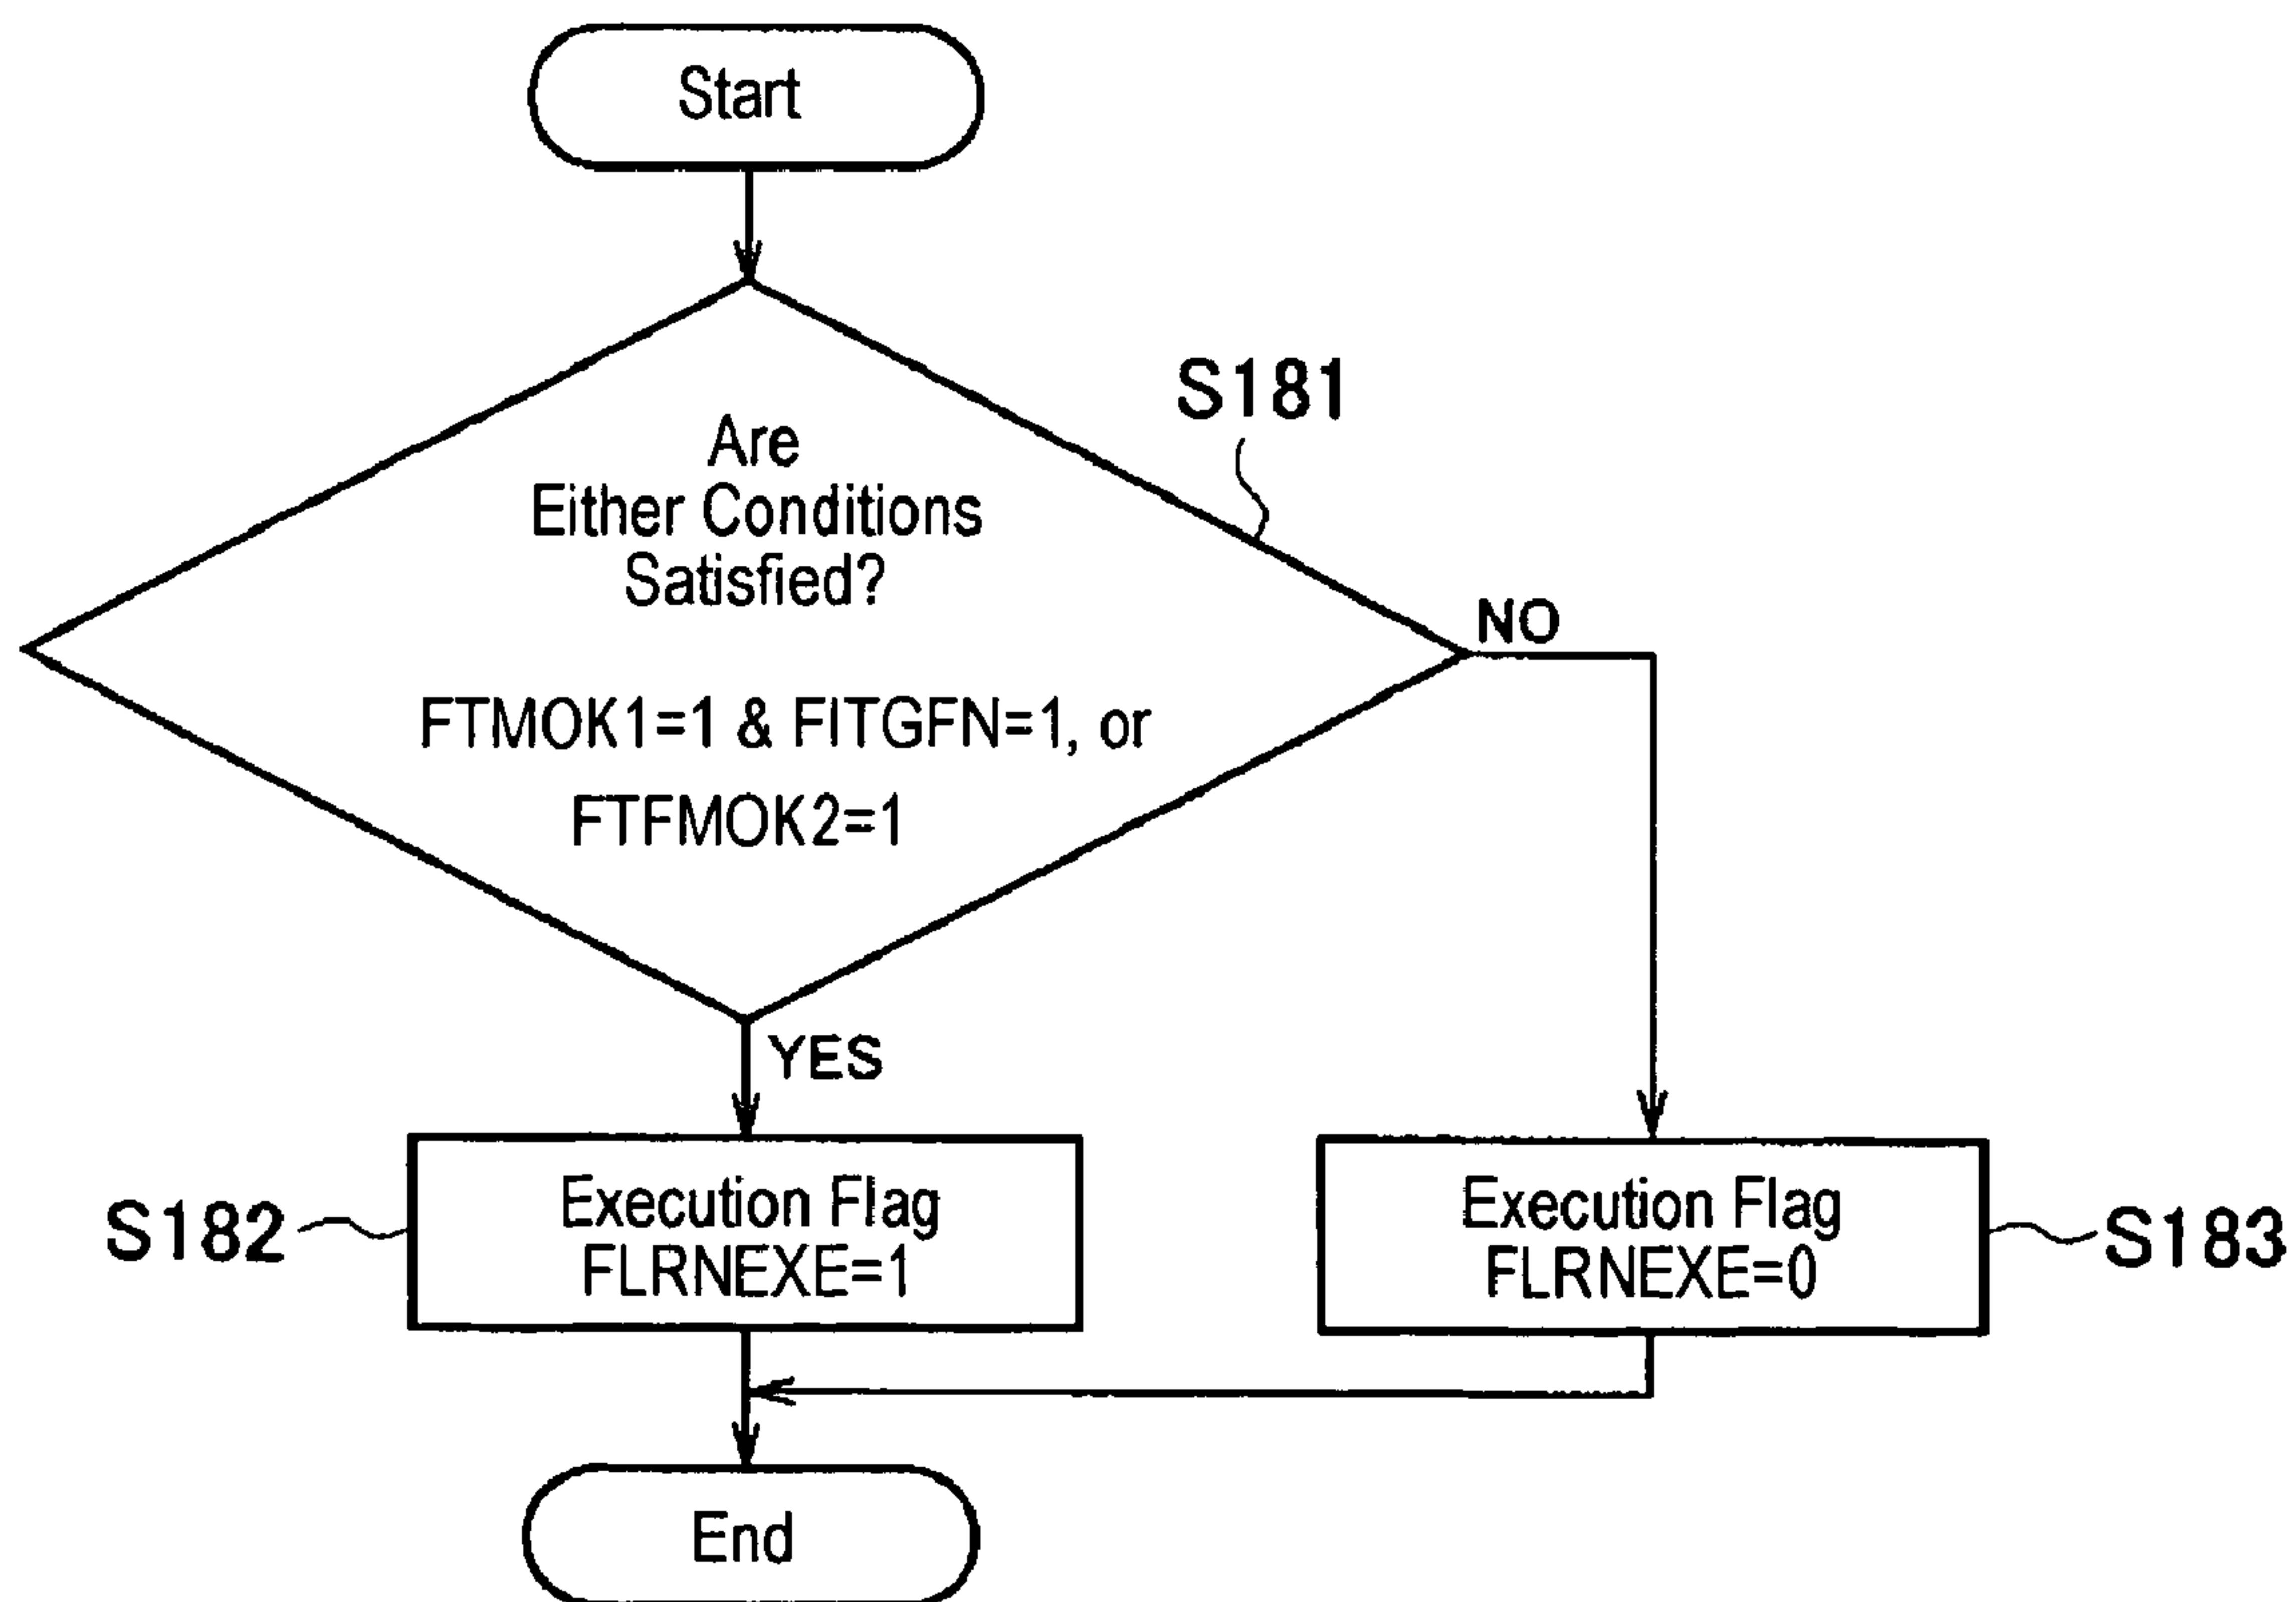 Start
S181
Are
Either Conditions
Satisfied?
NO
FTMOK1=1 & FITGFN=1, or
FTFMOK2=1
YES
S182
Execution Flag
FLRNEXE=1
Execution Flag
FLRNEXE=0
S183
End